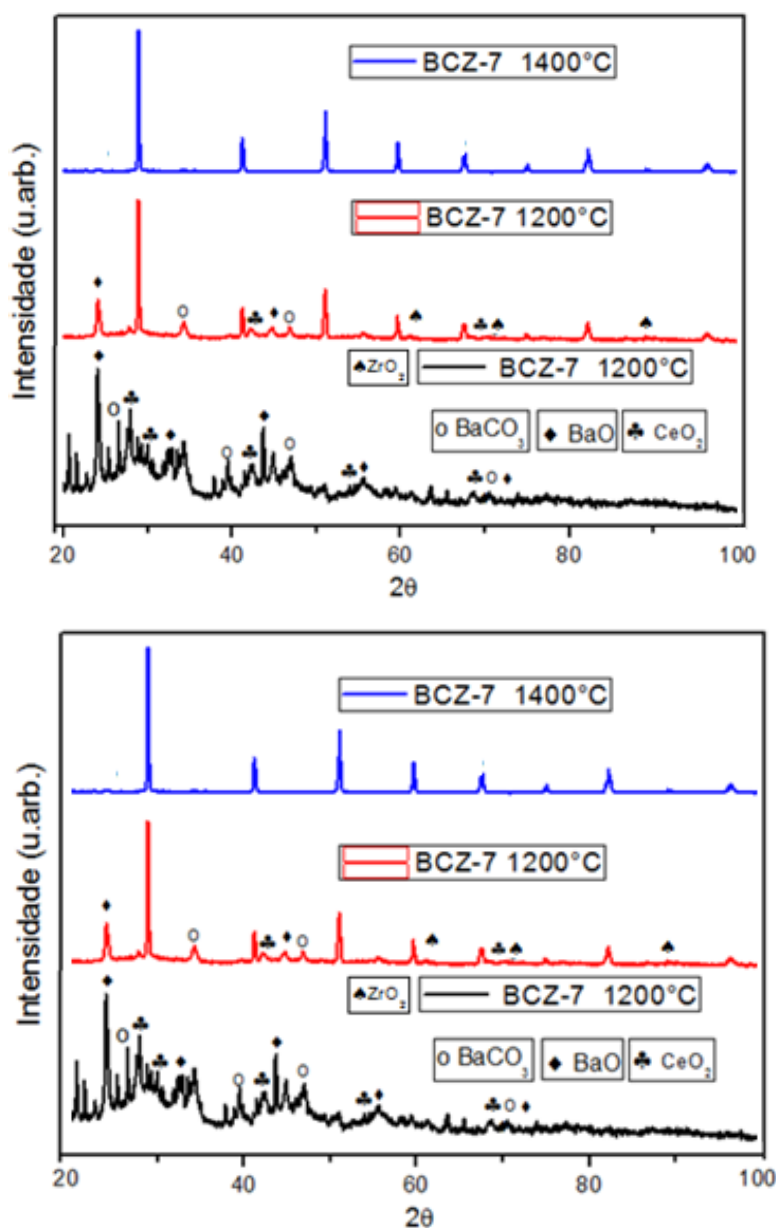 Intensidade (u.arb.)
BCZ-7 1400°C
BCZ-7 1200°C
♦ o ♣ ♦ o ♠ ♣♠ ♠
♠ZrO₂ BCZ-7 1200°C
o BaCO₃ ♦ BaO ♣ CeO₂
♦ o ♣ ♣ ♦ o ♣ ♦ o ♣♦ ♣ o ♦
20 40 60 80 100
2θ
Intensidade (u.arb.)
BCZ-7 1400°C
BCZ-7 1200°C
♦ o ♣ ♦ o ♠ ♣♠ ♠
♠ZrO₂ BCZ-7 1200°C
o BaCO₃ ♦ BaO ♣ CeO₂
♦ o ♣ ♣ ♦ o ♣ ♦ o ♣♦ ♣ o ♦
20 40 60 80 100
2θ